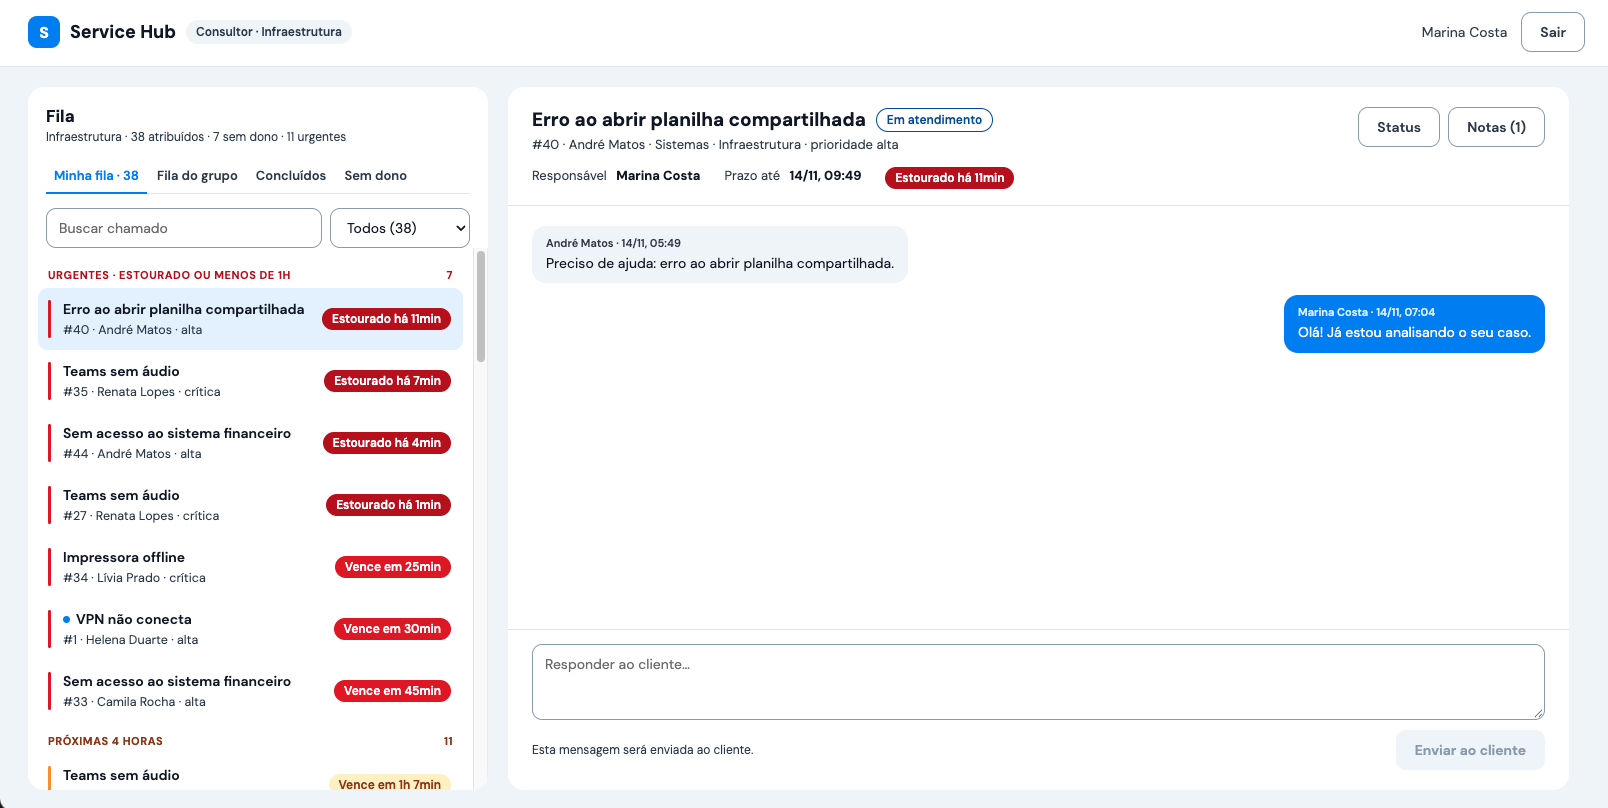 S Service Hub Consultor · Infraestrutura Marina Costa Sair
Fila
Infraestrutura · 38 atribuídos · 7 sem dono · 11 urgentes
Minha fila · 38 Fila do grupo Concluídos Sem dono
Buscar chamado Todos (38)
URGENTES · ESTOURADO OU MENOS DE 1H 7
Erro ao abrir planilha compartilhada
#40 · André Matos · alta
Estourado há 11min
Teams sem áudio
#35 · Renata Lopes · crítica
Estourado há 7min
Sem acesso ao sistema financeiro
#44 · André Matos · alta
Estourado há 4min
Teams sem áudio
#27 · Renata Lopes · crítica
Estourado há 1min
Impressora offline
#34 · Lívia Prado · crítica
Vence em 25min
VPN não conecta
#1 · Helena Duarte · alta
Vence em 30min
Sem acesso ao sistema financeiro
#33 · Camila Rocha · alta
Vence em 45min
PRÓXIMAS 4 HORAS 11
Teams sem áudio
Vence em 1h 7min
Erro ao abrir planilha compartilhada Em atendimento
#40 · André Matos · Sistemas · Infraestrutura · prioridade alta
Responsável Marina Costa Prazo até 14/11, 09:49 Estourado há 11min
Status Notas (1)
André Matos · 14/11, 05:49
Preciso de ajuda: erro ao abrir planilha compartilhada.
Marina Costa · 14/11, 07:04
Olá! Já estou analisando o seu caso.
Responder ao cliente…
Esta mensagem será enviada ao cliente.
Enviar ao cliente